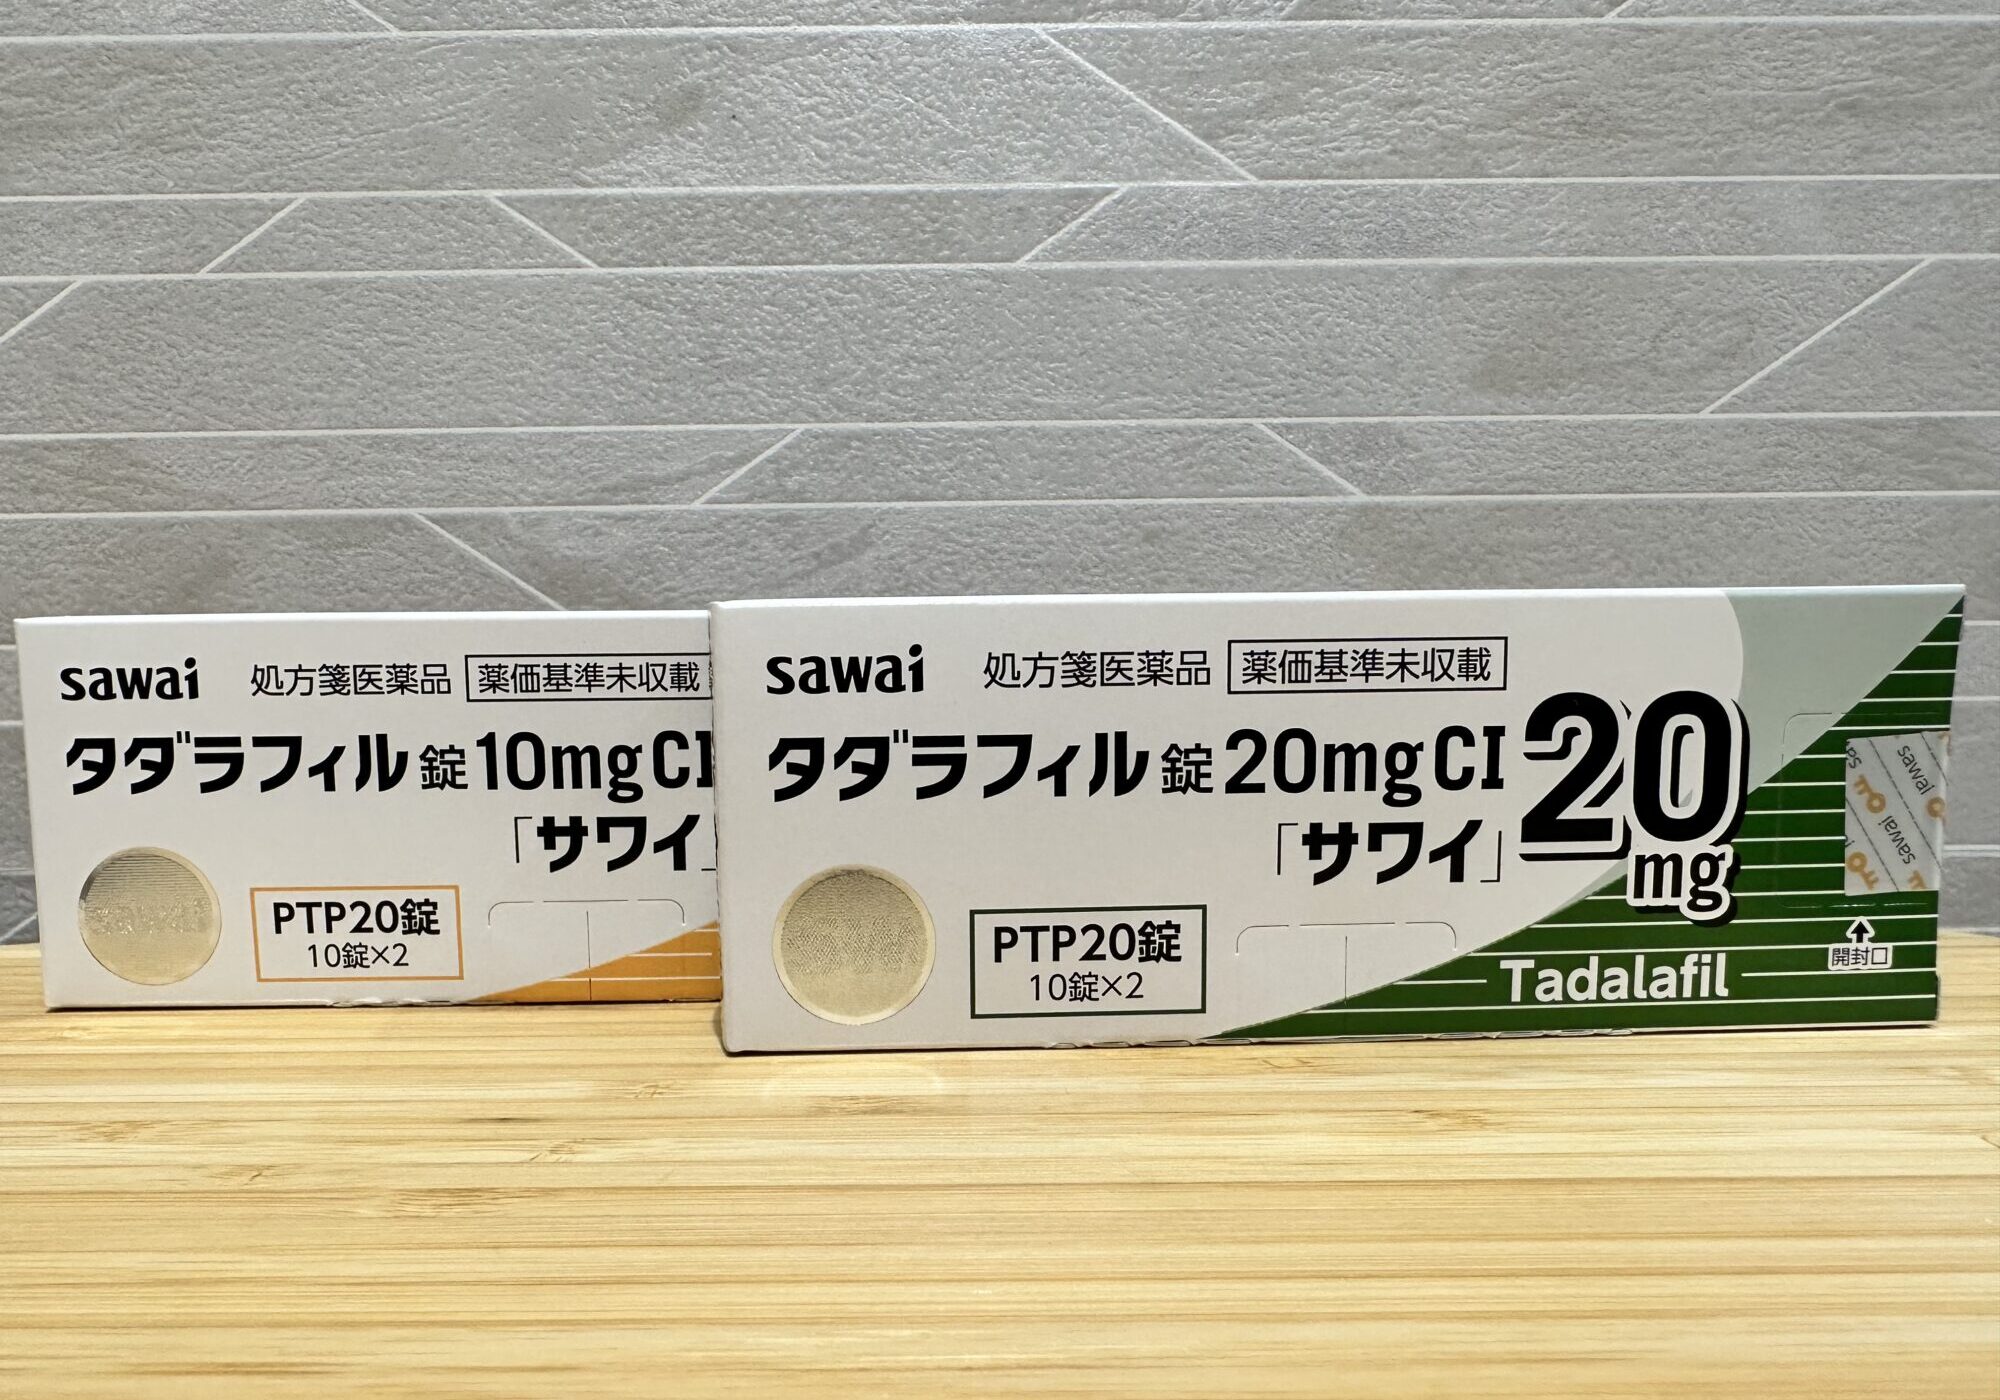 sawai 処方箋医薬品 薬価基準未収載
タダラフィル錠10mgCI
「サワイ」
PTP20錠
10錠×2
sawai 処方箋医薬品 薬価基準未収載
タダラフィル錠20mgCI
「サワイ」
20
mg
PTP20錠
10錠×2
Tadalafil
開封口
sawai
sawai